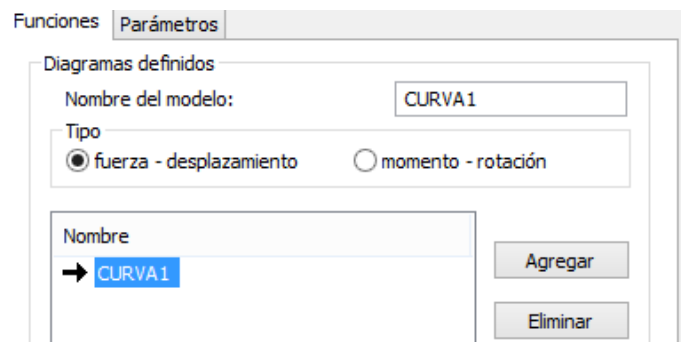 Funciones Parámetros
Diagramas definidos
Nombre del modelo: CURVA1
Tipo
fuerza - desplazamiento momento - rotación
Nombre
CURVA1
Agregar
Eliminar